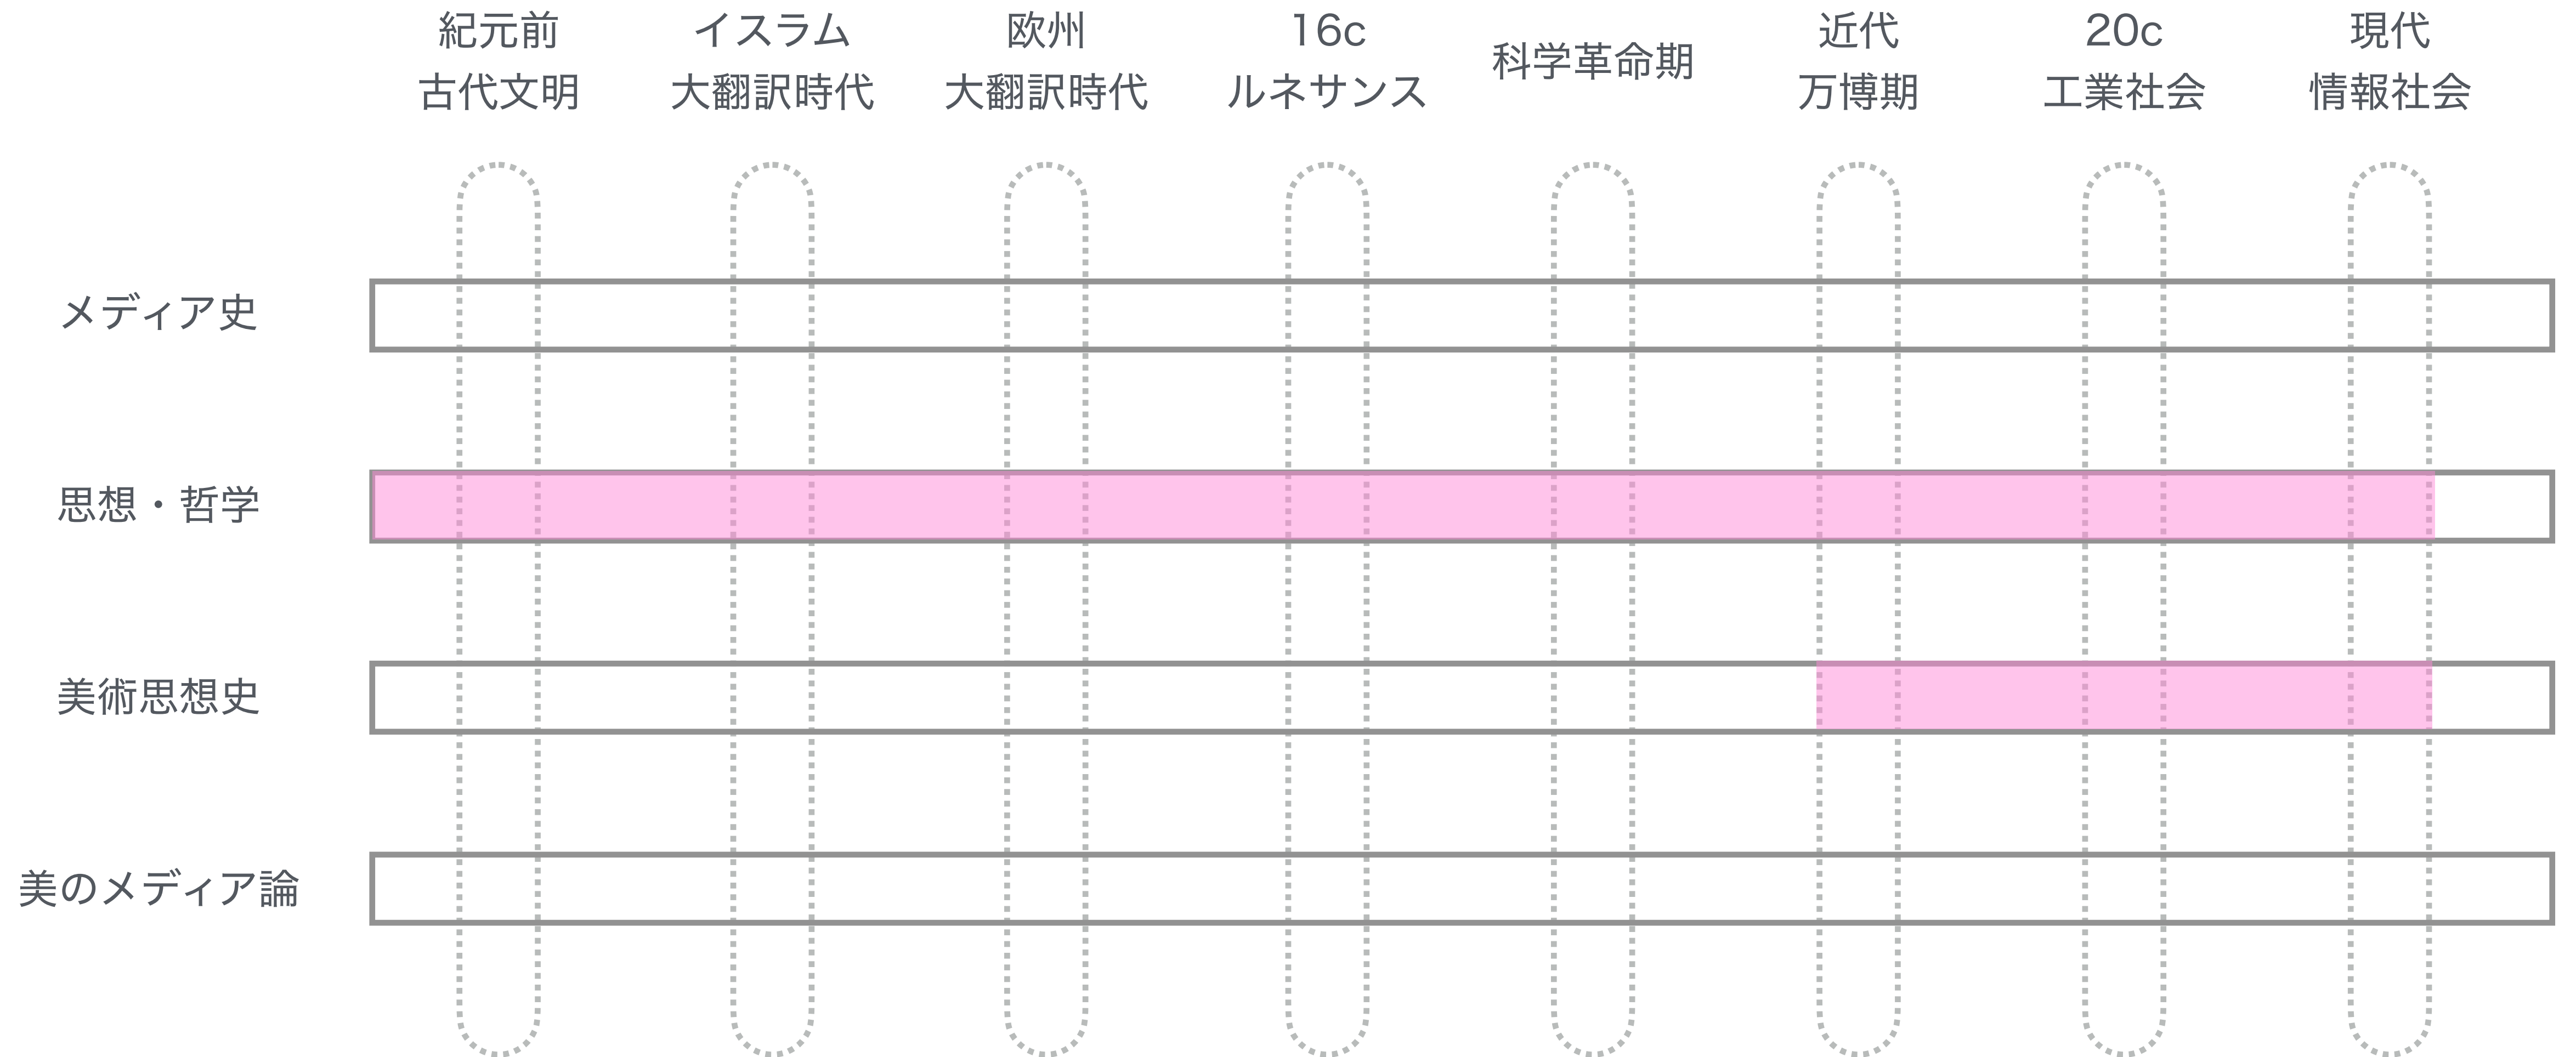 紀元前
古代文明
イスラム
大翻訳時代
欧州
大翻訳時代
16c
ルネサンス
科学革命期
近代
万博期
20c
工業社会
現代
情報社会
メディア史
思想・哲学
美術思想史
美のメディア論